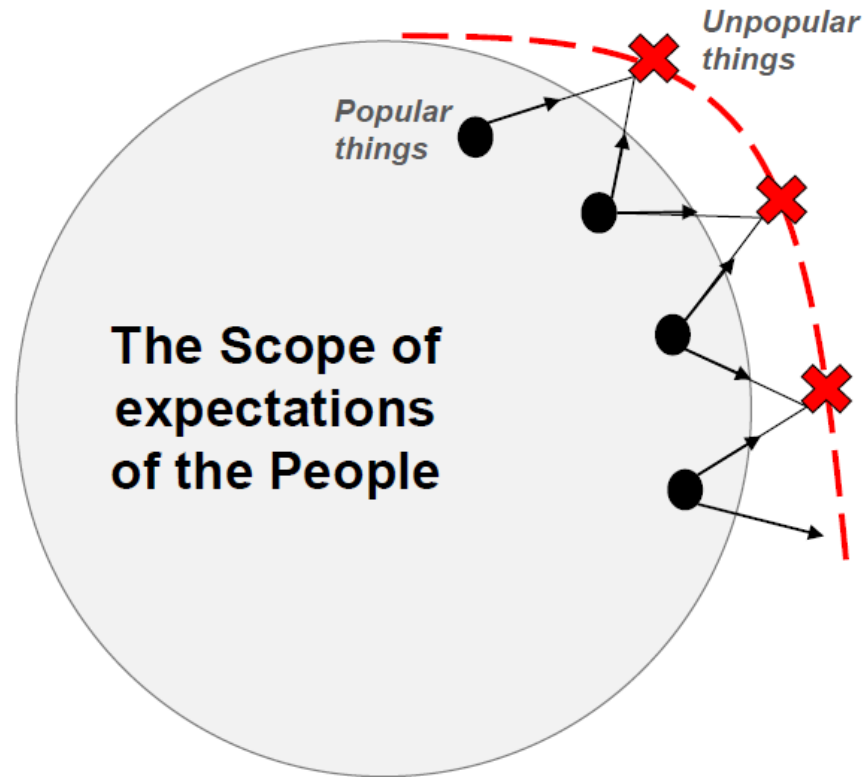 Unpopular
things
Popular
things
The Scope of
expectations
of the People